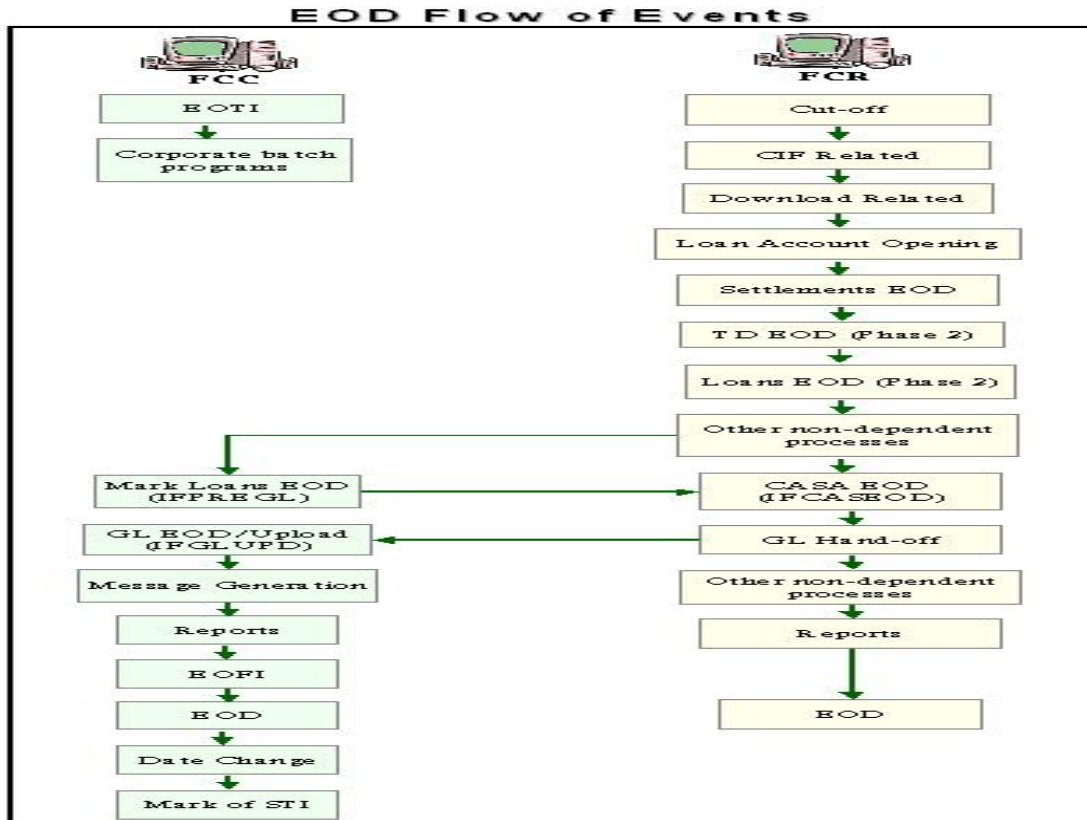 EOD Flow of Events
FCC
EOTI
Corporate batch
programs
Mark Loans EOD
(IFPREGL)
GL EOD/Upload
(IFGLUPD)
Message Generation
Reports
EOFI
EOD
Date Change
Mark of STI
FCR
Cut-off
CIF Related
Download Related
Loan Account Opening
Settlements EOD
TD EOD (Phase 2)
Loans EOD (Phase 2)
Other non-dependent
processes
CASA EOD
(IFCASEOD)
GL Hand-off
Other non-dependent
processes
Reports
EOD